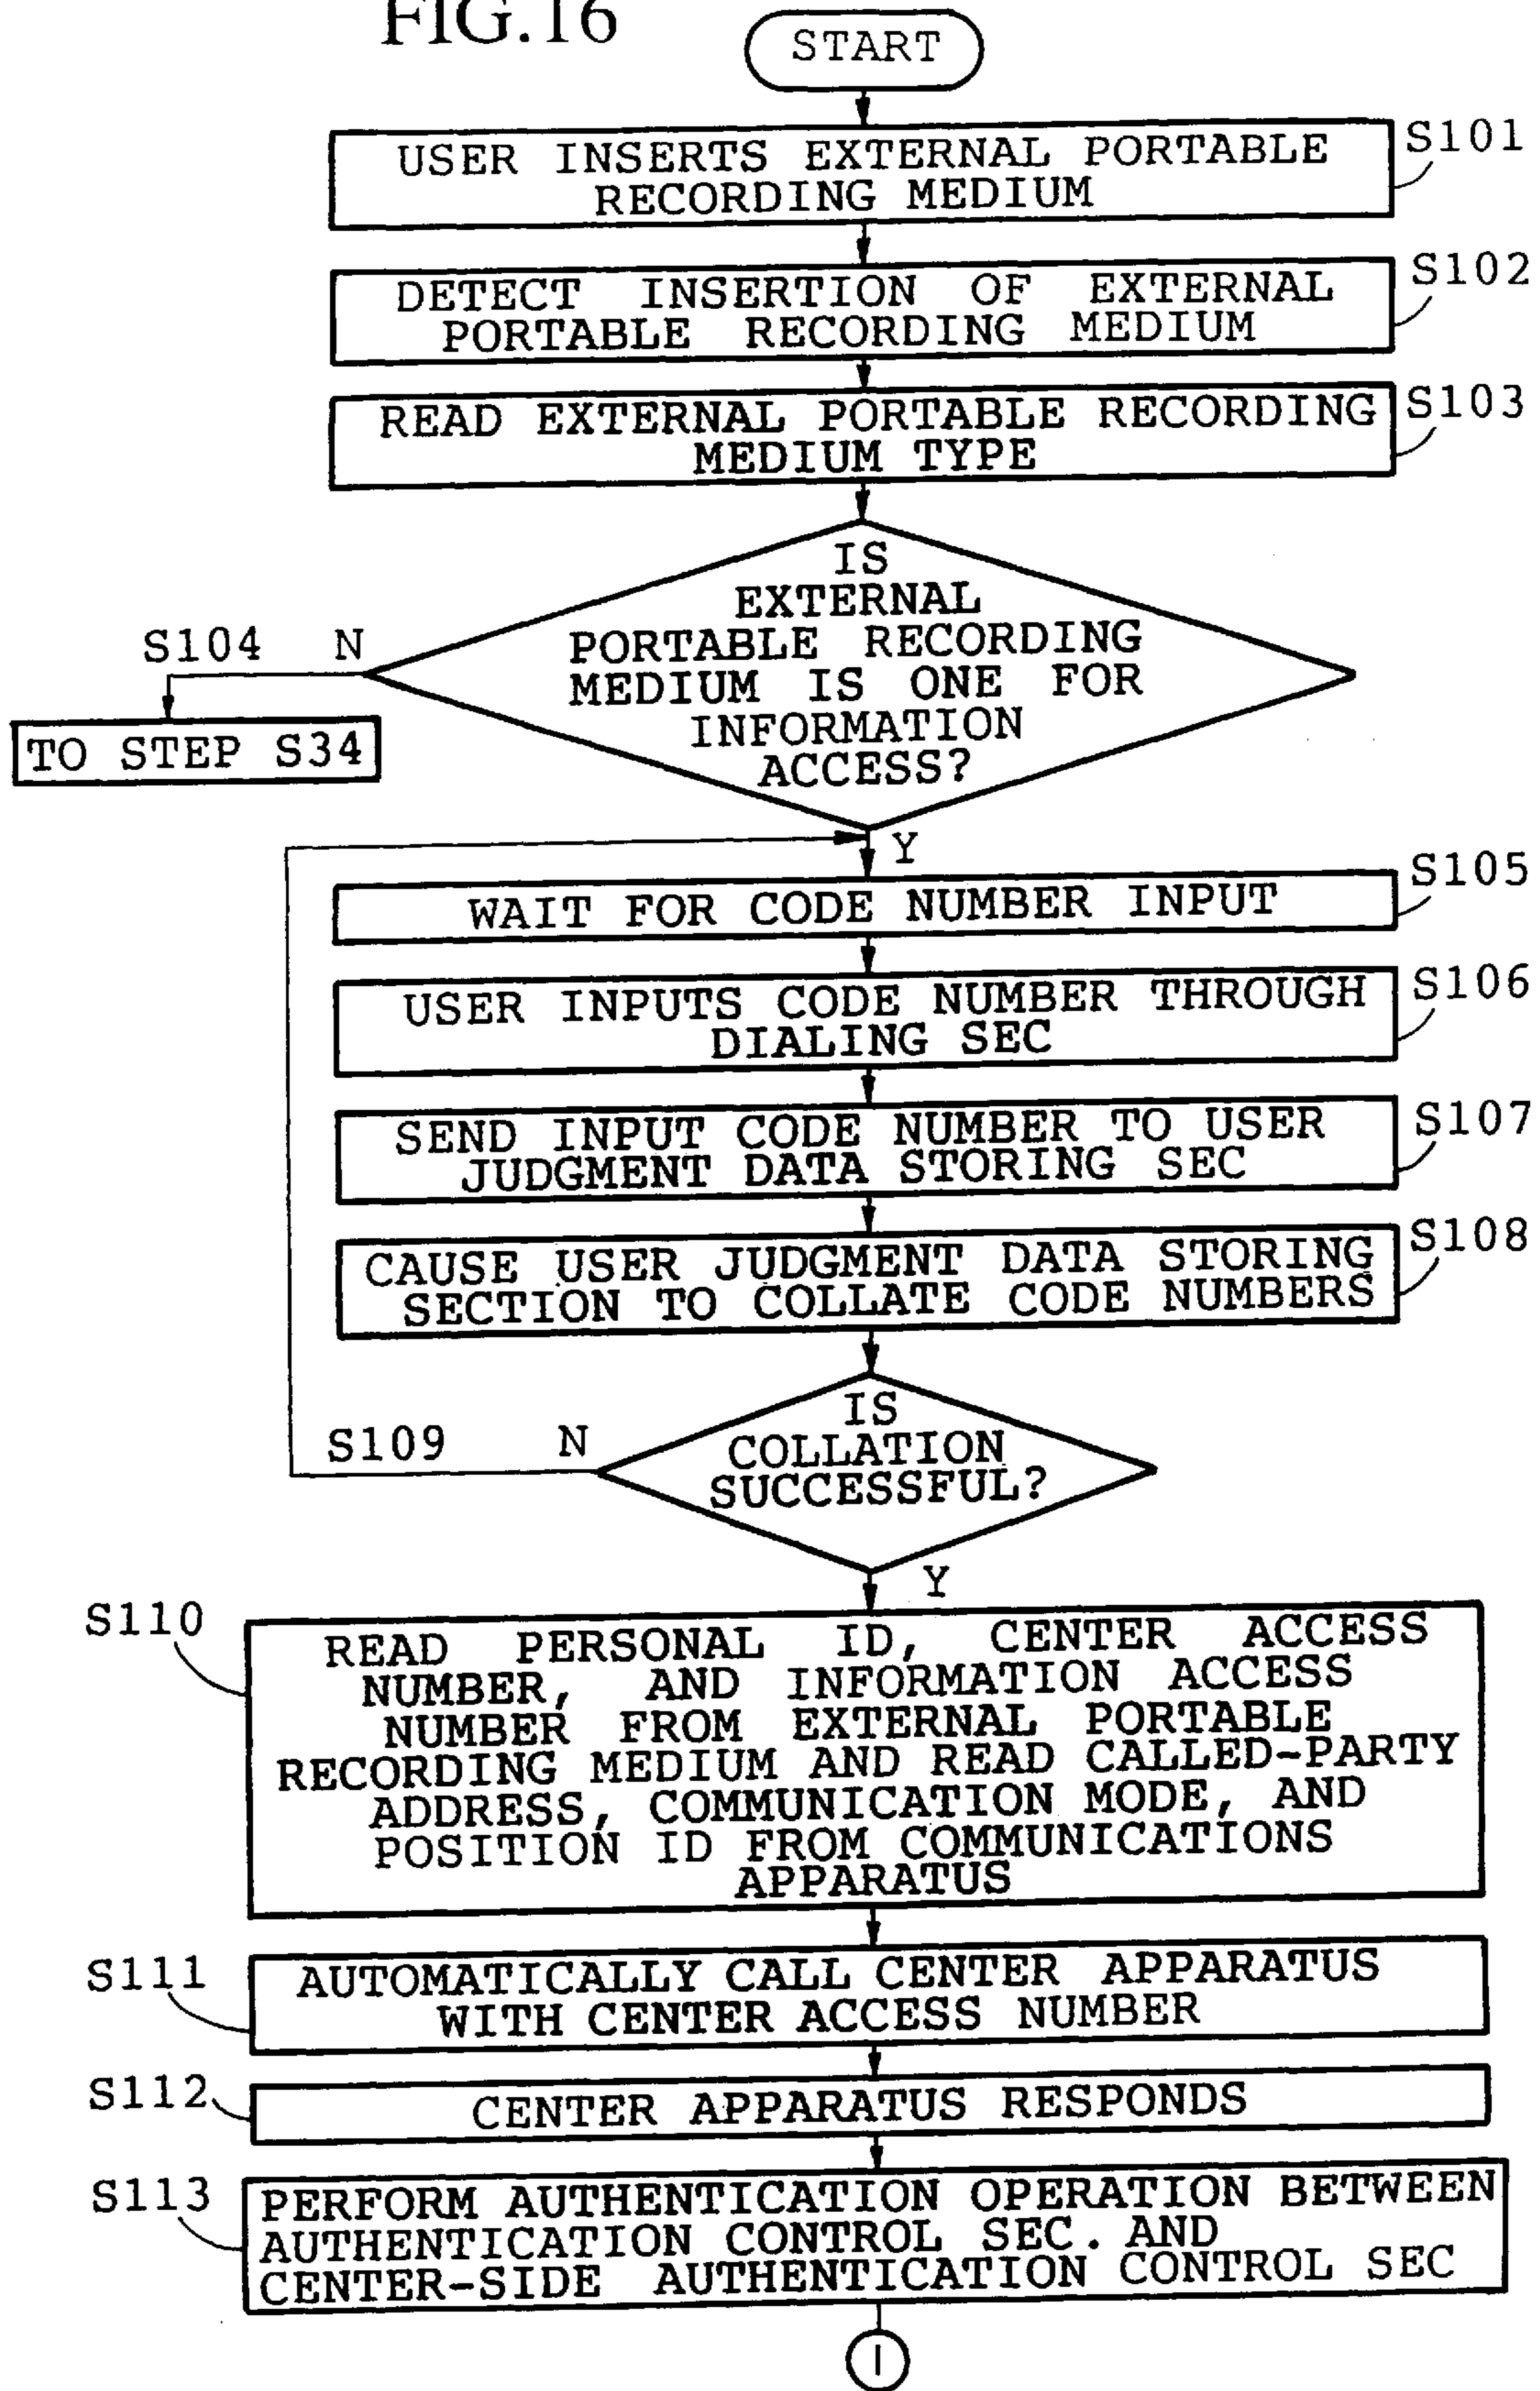 FIG.16
START
USER INSERTS EXTERNAL PORTABLE
RECORDING MEDIUM
S101
DETECT INSERTION OF EXTERNAL
PORTABLE RECORDING MEDIUM
S102
READ EXTERNAL PORTABLE RECORDING
MEDIUM TYPE
S103
IS
EXTERNAL
PORTABLE RECORDING
MEDIUM IS ONE FOR
INFORMATION
ACCESS?
S104 N
TO STEP S34
Y
WAIT FOR CODE NUMBER INPUT
S105
USER INPUTS CODE NUMBER THROUGH
DIALING SEC
S106
SEND INPUT CODE NUMBER TO USER
JUDGMENT DATA STORING SEC
S107
CAUSE USER JUDGMENT DATA STORING
SECTION TO COLLATE CODE NUMBERS
S108
IS
COLLATION
SUCCESSFUL?
S109 N
Y
S110
READ PERSONAL ID, CENTER ACCESS
NUMBER, AND INFORMATION ACCESS
NUMBER FROM EXTERNAL PORTABLE
RECORDING MEDIUM AND READ CALLED-PARTY
ADDRESS, COMMUNICATION MODE, AND
POSITION ID FROM COMMUNICATIONS
APPARATUS
S111
AUTOMATICALLY CALL CENTER APPARATUS
WITH CENTER ACCESS NUMBER
S112
CENTER APPARATUS RESPONDS
S113
PERFORM AUTHENTICATION OPERATION BETWEEN
AUTHENTICATION CONTROL SEC. AND
CENTER-SIDE AUTHENTICATION CONTROL SEC
1